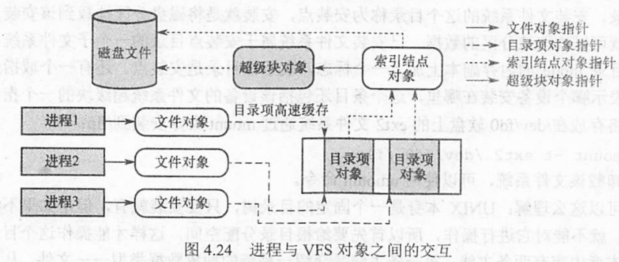 磁盘文件
超级块对象
索引结点
对象
文件对象指针
目录项对象指针
索引结点对象指针
超级块对象指针
目录项高速缓存
进程1
文件对象
进程2
文件对象
进程3
文件对象
目录项
对象
目录项
对象
图 4.24 进程与 VFS 对象之间的交互